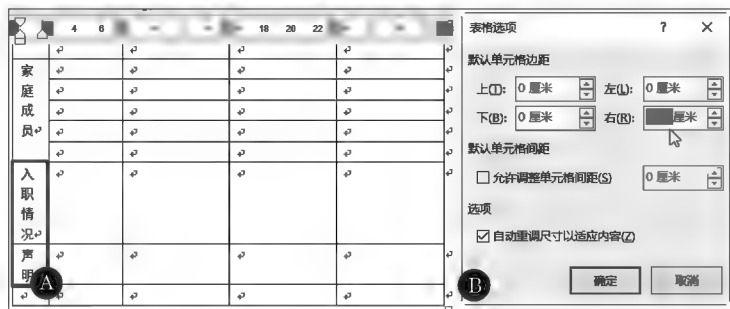 4 6 18 20 22
家
庭
成
员
入
职
情
况
声
明
A
表格选项 ? ×
默认单元格边距
上(T): 0 厘米 左(L): 0 厘米
下(B): 0 厘米 右(R): 厘米
默认单元格间距
允许调整单元格间距(S) 0 厘米
选项
自动重调尺寸以适应内容(Z)
确定 取消
B